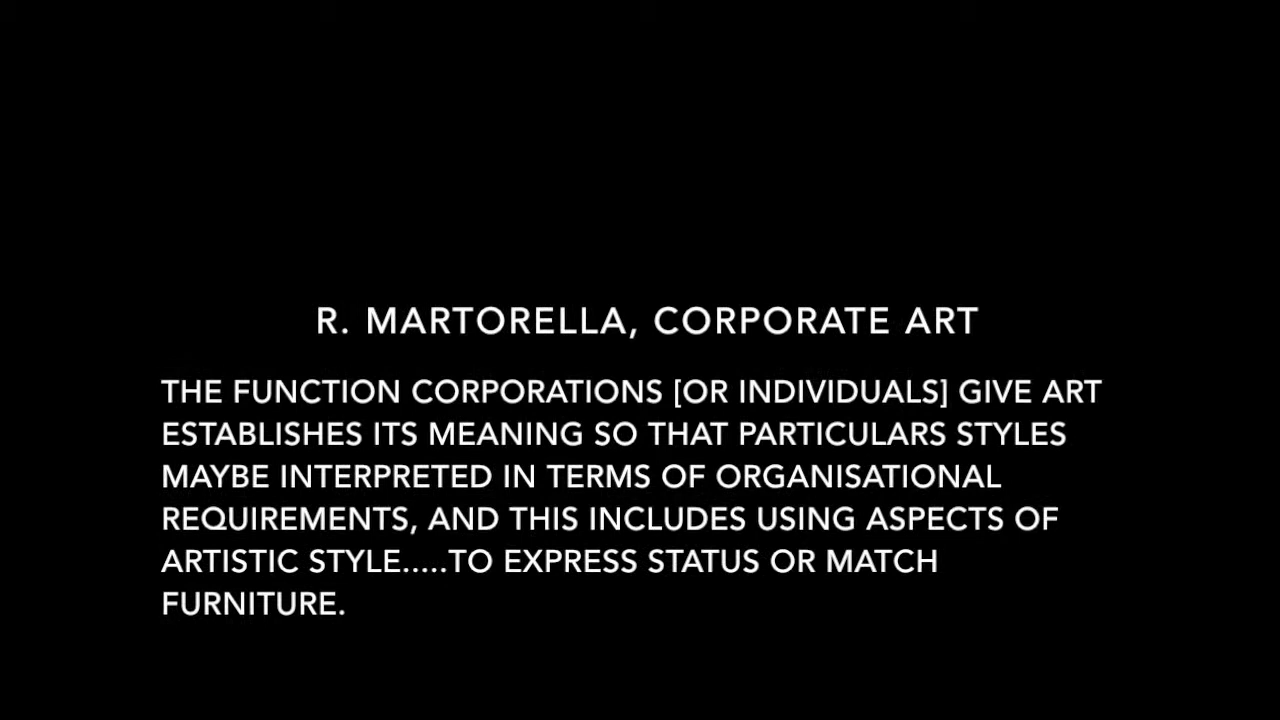 R. MARTORELLA, CORPORATE ART
THE FUNCTION CORPORATIONS [OR INDIVIDUALS] GIVE ART
ESTABLISHES ITS MEANING SO THAT PARTICULARS STYLES
MAYBE INTERPRETED IN TERMS OF ORGANISATIONAL
REQUIREMENTS, AND THIS INCLUDES USING ASPECTS OF
ARTISTIC STYLE.....TO EXPRESS STATUS OR MATCH
FURNITURE.